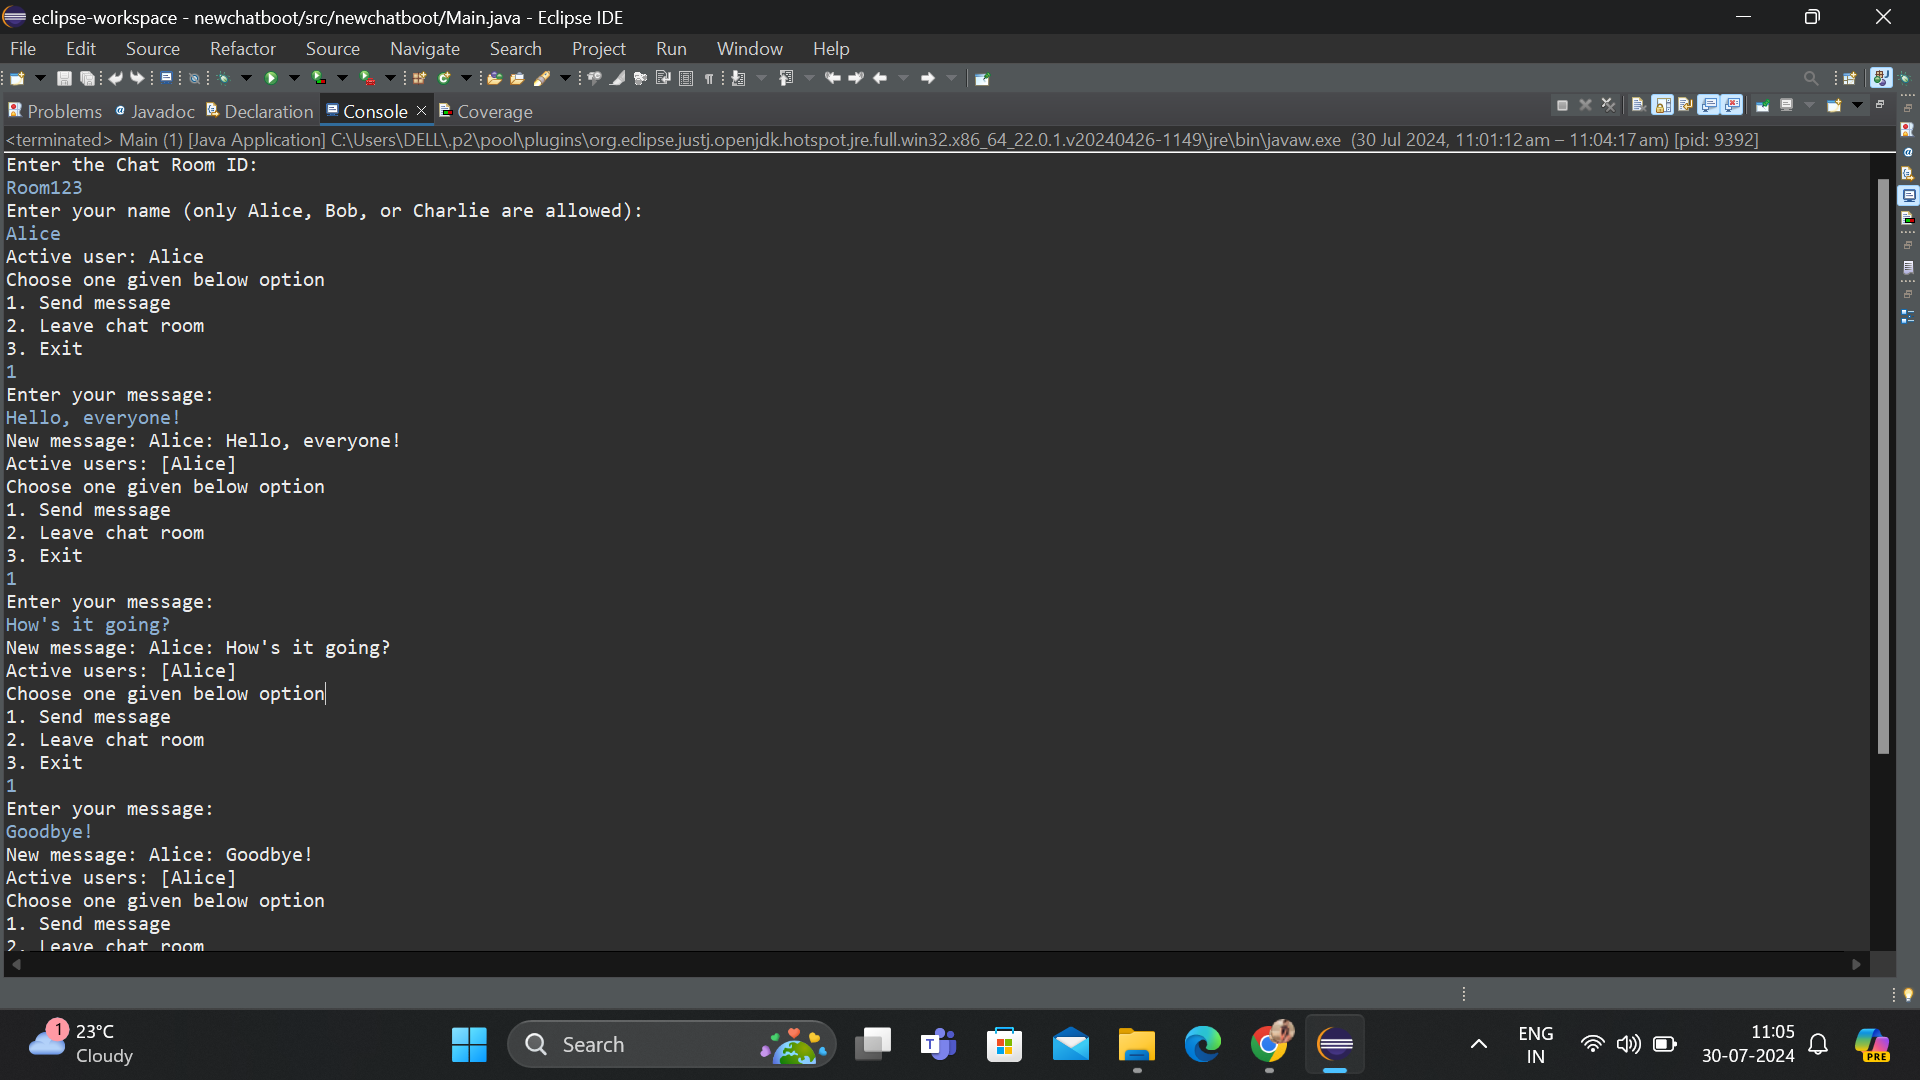 eclipse-workspace - newchatboot/src/newchatboot/Main.java - Eclipse IDE
File Edit Source Refactor Source Navigate Search Project Run Window Help
Problems Javadoc Declaration Console Coverage
<terminated> Main (1) [Java Application] C:\Users\DELL\.p2\pool\plugins\org.eclipse.justj.openjdk.hotspot.jre.full.win32.x86_64_22.0.1.v20240426-1149\jre\bin\javaw.exe (30 Jul 2024, 11:01:12 am – 11:04:17 am) [pid: 9392]
Enter the Chat Room ID:
Room123
Enter your name (only Alice, Bob, or Charlie are allowed):
Alice
Active user: Alice
Choose one given below option
1. Send message
2. Leave chat room
3. Exit
1
Enter your message:
Hello, everyone!
New message: Alice: Hello, everyone!
Active users: [Alice]
Choose one given below option
1. Send message
2. Leave chat room
3. Exit
1
Enter your message:
How's it going?
New message: Alice: How's it going?
Active users: [Alice]
Choose one given below option
1. Send message
2. Leave chat room
3. Exit
1
Enter your message:
Goodbye!
New message: Alice: Goodbye!
Active users: [Alice]
Choose one given below option
1. Send message
2. Leave chat room
1
23°C
Cloudy
Search
T
ENG
IN
11:05
30-07-2024
PRE